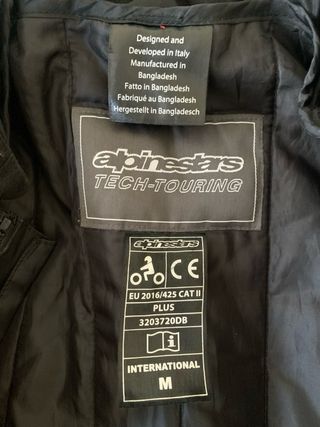 Designed and
Developed in Italy
Manufactured in
Bangladesh
Fatto in Bangladesh
Fabriqué au Bangladesh
Hergestellt in Bangladesch
alpinestars
TECH-TOURING
alpinestars
CE
EU 2016/425 CAT II
PLUS
3203720DB
i
INTERNATIONAL
M